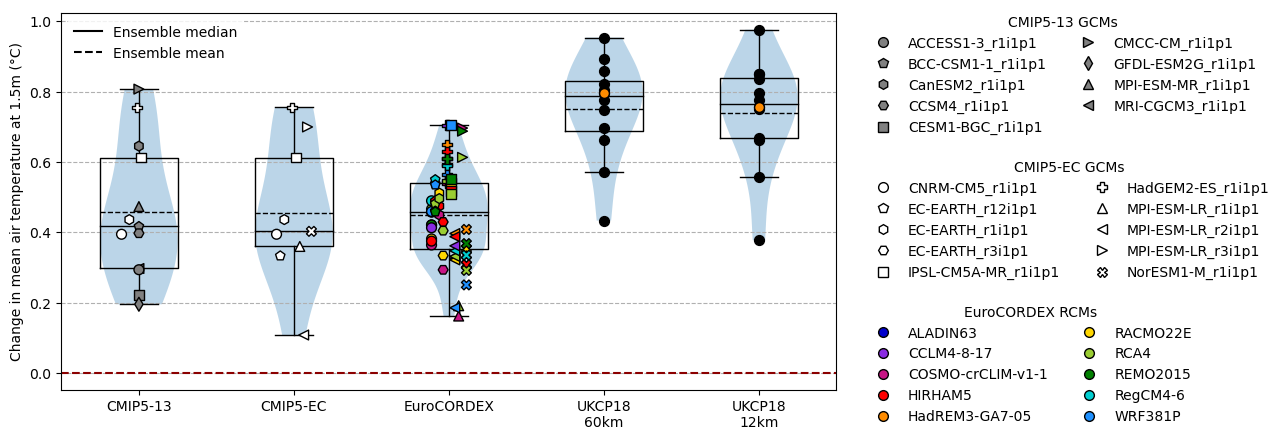 Change in mean air temperature at 1.5m (°C)
1.0
0.8
0.6
0.4
0.2
0.0
Ensemble median
Ensemble mean
CMIP5-13
CMIP5-EC
EuroCORDEX
UKCP18
60km
UKCP18
12km
CMIP5-13 GCMs
ACCESS1-3_r1i1p1
BCC-CSM1-1_r1i1p1
CanESM2_r1i1p1
CCSM4_r1i1p1
CESM1-BGC_r1i1p1
CMCC-CM_r1i1p1
GFDL-ESM2G_r1i1p1
MPI-ESM-MR_r1i1p1
MRI-CGCM3_r1i1p1
CMIP5-EC GCMs
CNRM-CM5_r1i1p1
EC-EARTH_r12i1p1
EC-EARTH_r1i1p1
EC-EARTH_r3i1p1
IPSL-CM5A-MR_r1i1p1
HadGEM2-ES_r1i1p1
MPI-ESM-LR_r1i1p1
MPI-ESM-LR_r2i1p1
MPI-ESM-LR_r3i1p1
NorESM1-M_r1i1p1
EuroCORDEX RCMs
ALADIN63
CCLM4-8-17
COSMO-crCLIM-v1-1
HIRHAM5
HadREM3-GA7-05
RACMO22E
RCA4
REMO2015
RegCM4-6
WRF381P